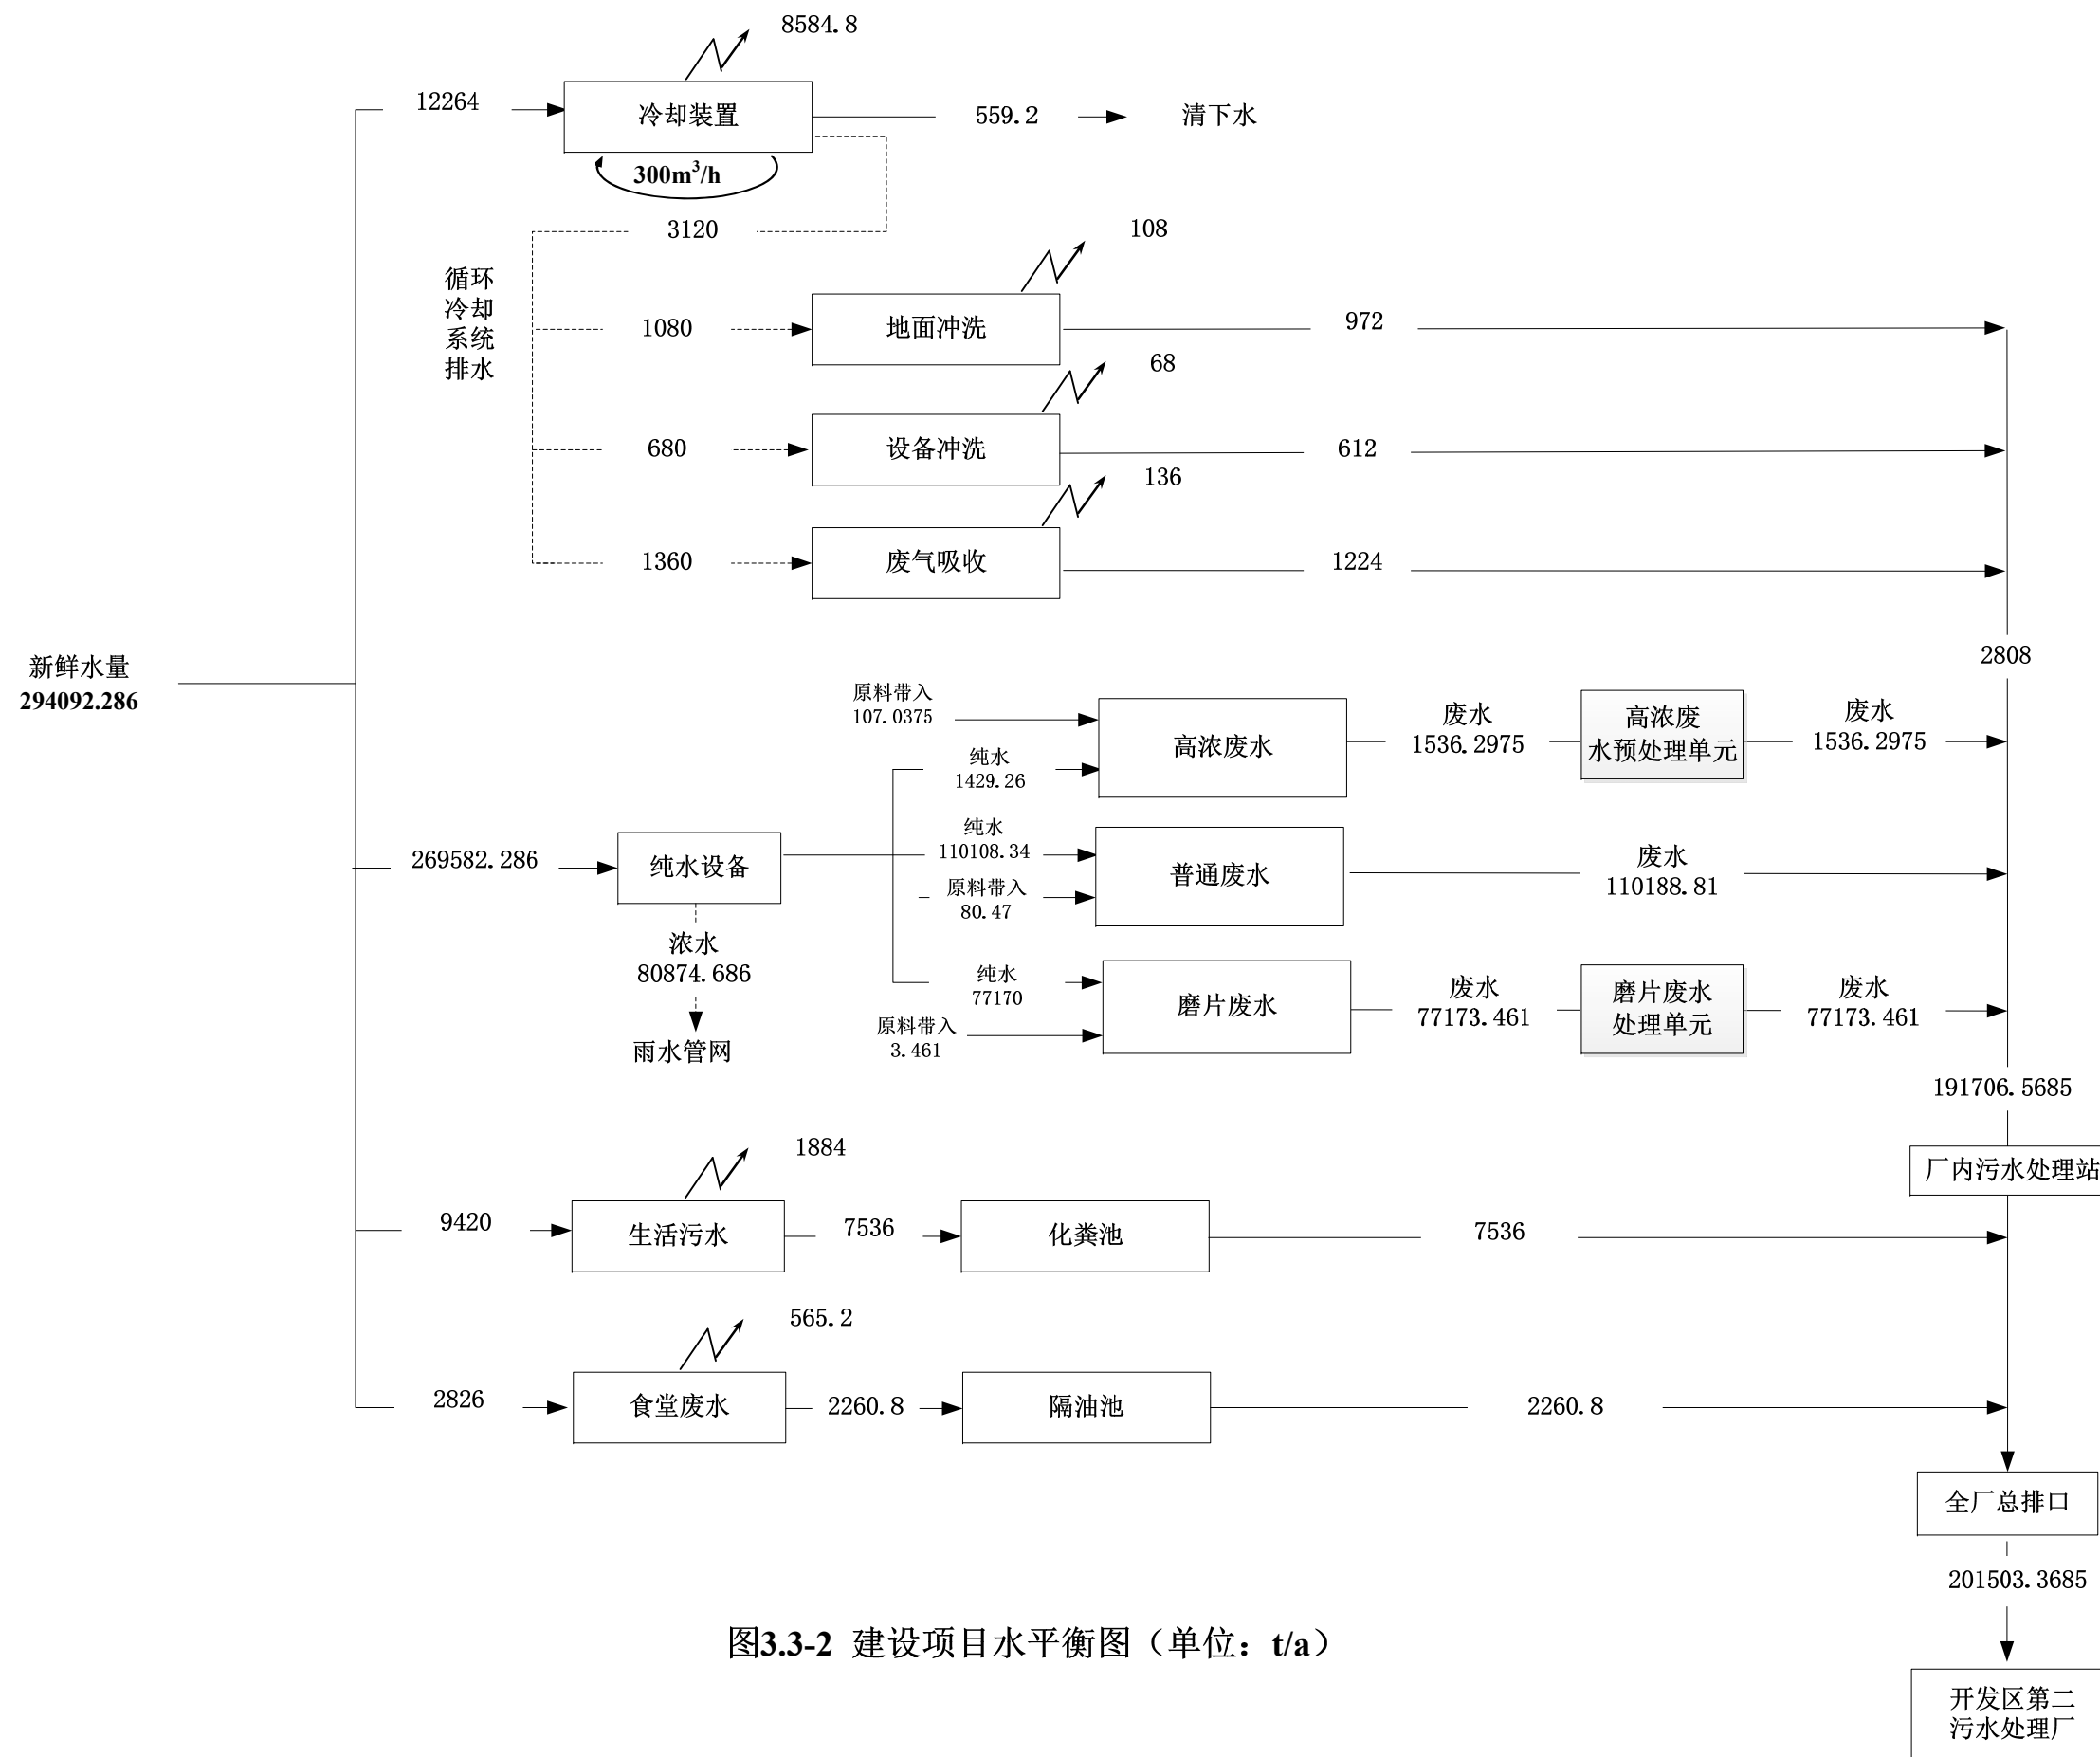 8584.8
12264
冷却装置
559.2
清下水
300m³/h
3120
循环
冷却
系统
排水
108
1080
地面冲洗
972
68
680
设备冲洗
612
136
1360
废气吸收
1224
新鲜水量
294092.286
2808
原料带入
107.0375
纯水
1429.26
高浓废水
废水
1536.2975
高浓废
水预处理单元
废水
1536.2975
269582.286
纯水设备
纯水
110108.34
原料带入
80.47
普通废水
废水
110188.81
浓水
80874.686
雨水管网
纯水
77170
原料带入
3.461
磨片废水
废水
77173.461
磨片废水
处理单元
废水
77173.461
191706.5685
厂内污水处理站
1884
9420
生活污水
7536
化粪池
7536
565.2
2826
食堂废水
2260.8
隔油池
2260.8
全厂总排口
201503.3685
开发区第二
污水处理厂
图3.3-2 建设项目水平衡图（单位：t/a）